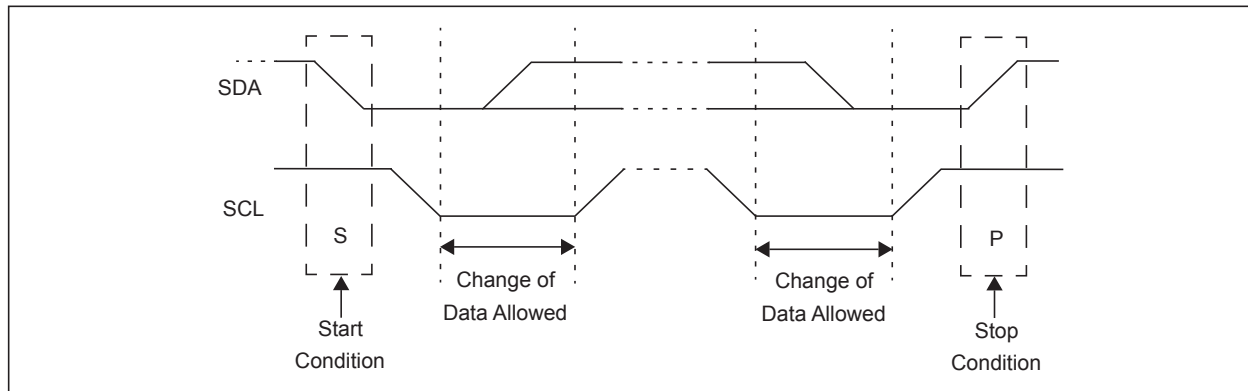 SDA
SCL
S
P
Change of
Data Allowed
Change of
Data Allowed
Start
Condition
Stop
Condition